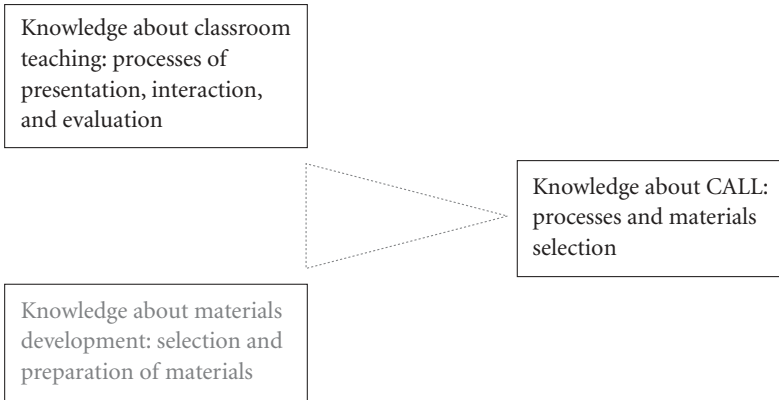 Knowledge about classroom
teaching: processes of
presentation, interaction,
and evaluation
Knowledge about CALL:
processes and materials
selection
Knowledge about materials
development: selection and
preparation of materials